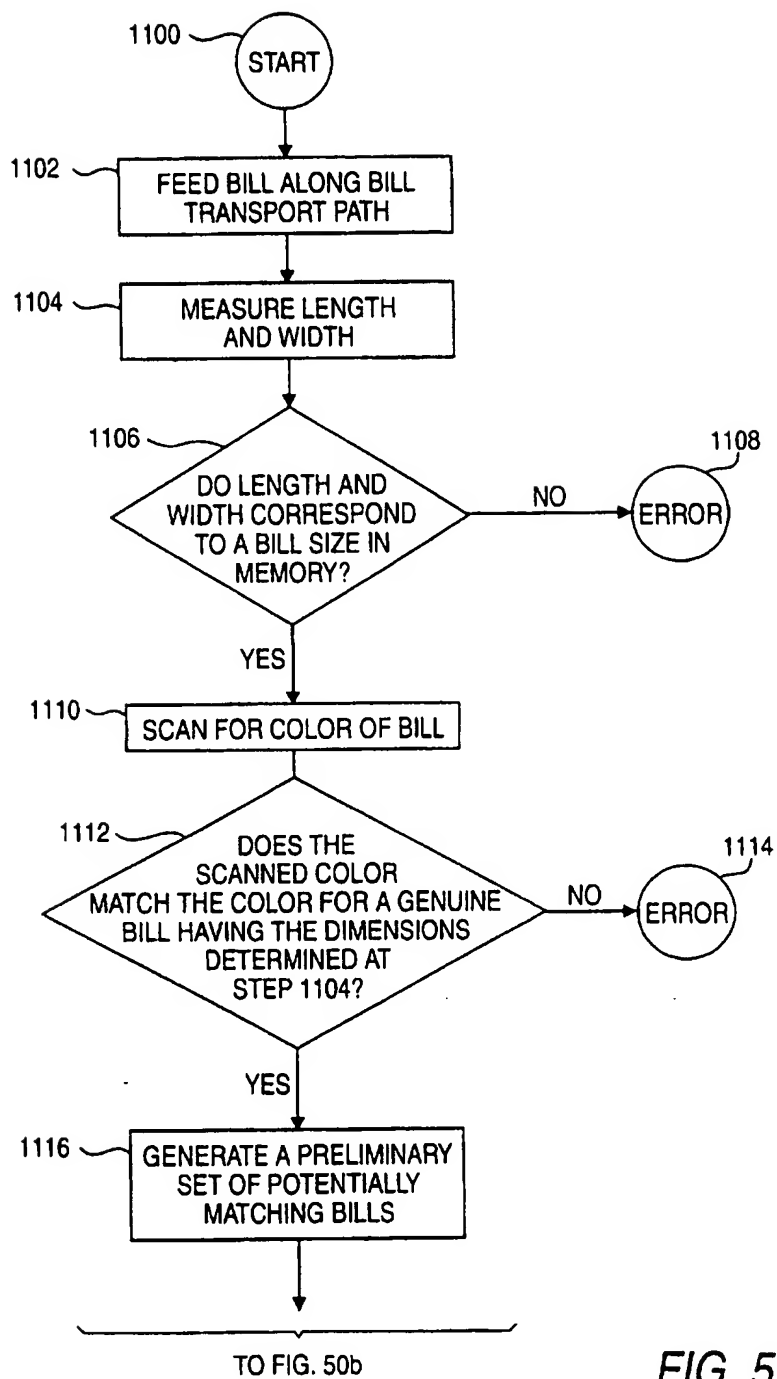 1100
START
1102
FEED BILL ALONG BILL
TRANSPORT PATH
1104
MEASURE LENGTH
AND WIDTH
1106
DO LENGTH AND
WIDTH CORRESPOND
TO A BILL SIZE IN
MEMORY?
NO
1108
ERROR
YES
1110
SCAN FOR COLOR OF BILL
1112
DOES THE
SCANNED COLOR
MATCH THE COLOR FOR A GENUINE
BILL HAVING THE DIMENSIONS
DETERMINED AT
STEP 1104?
NO
1114
ERROR
YES
1116
GENERATE A PRELIMINARY
SET OF POTENTIALLY
MATCHING BILLS
TO FIG. 50b
FIG. 5